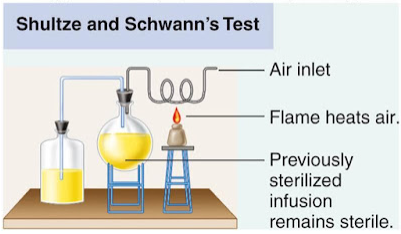 Shultze and Schwann's Test
Air inlet
Flame heats air.
Previously
sterilized
infusion
remains sterile.